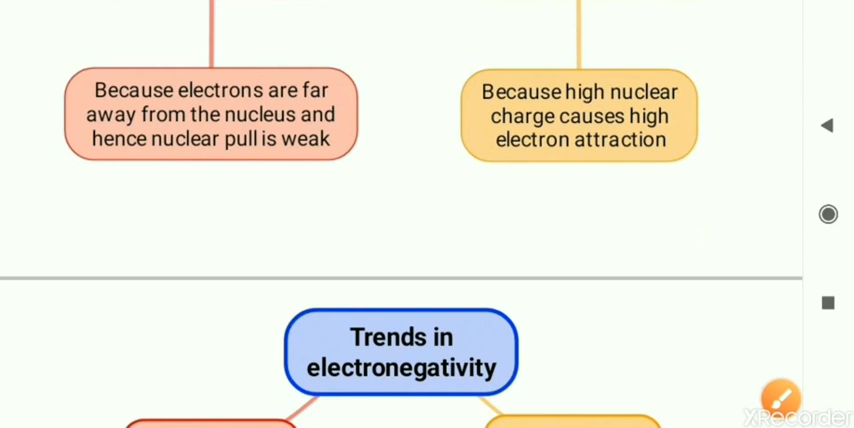 Because electrons are far
away from the nucleus and
hence nuclear pull is weak
Because high nuclear
charge causes high
electron attraction
Trends in
electronegativity
XRecorder